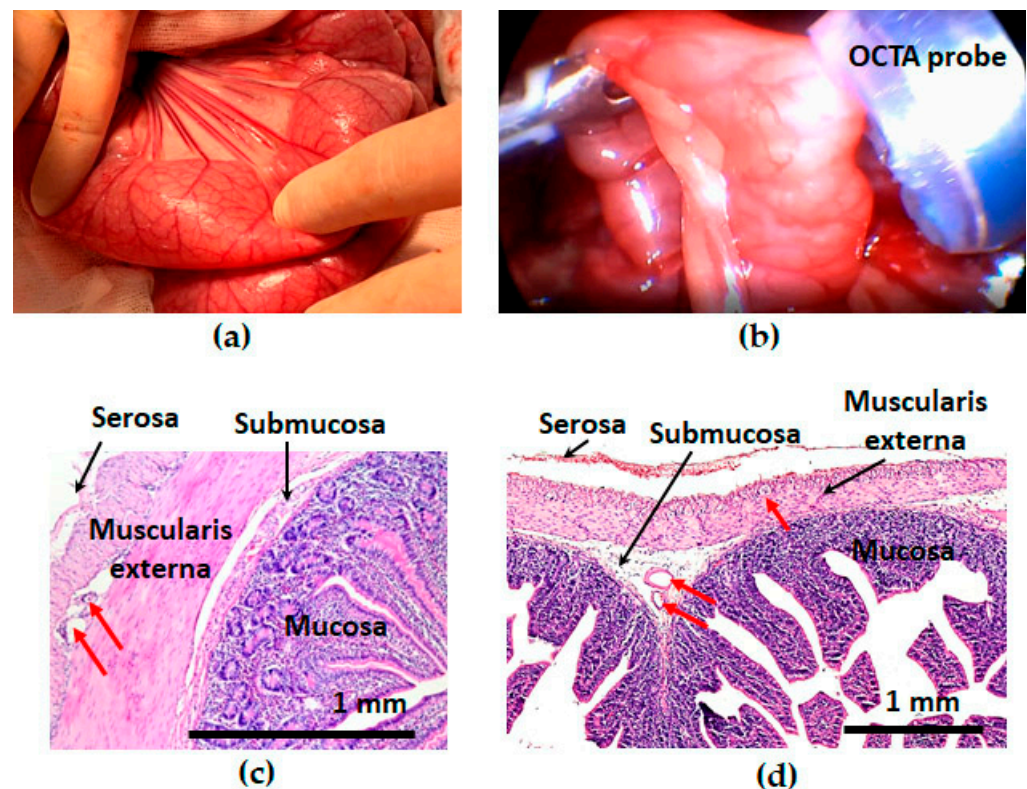 OCTA probe
(a)
(b)
Serosa
Submucosa
Muscularis
externa
Mucosa
1 mm
(c)
Serosa
Submucosa
Muscularis
externa
Mucosa
1 mm
(d)